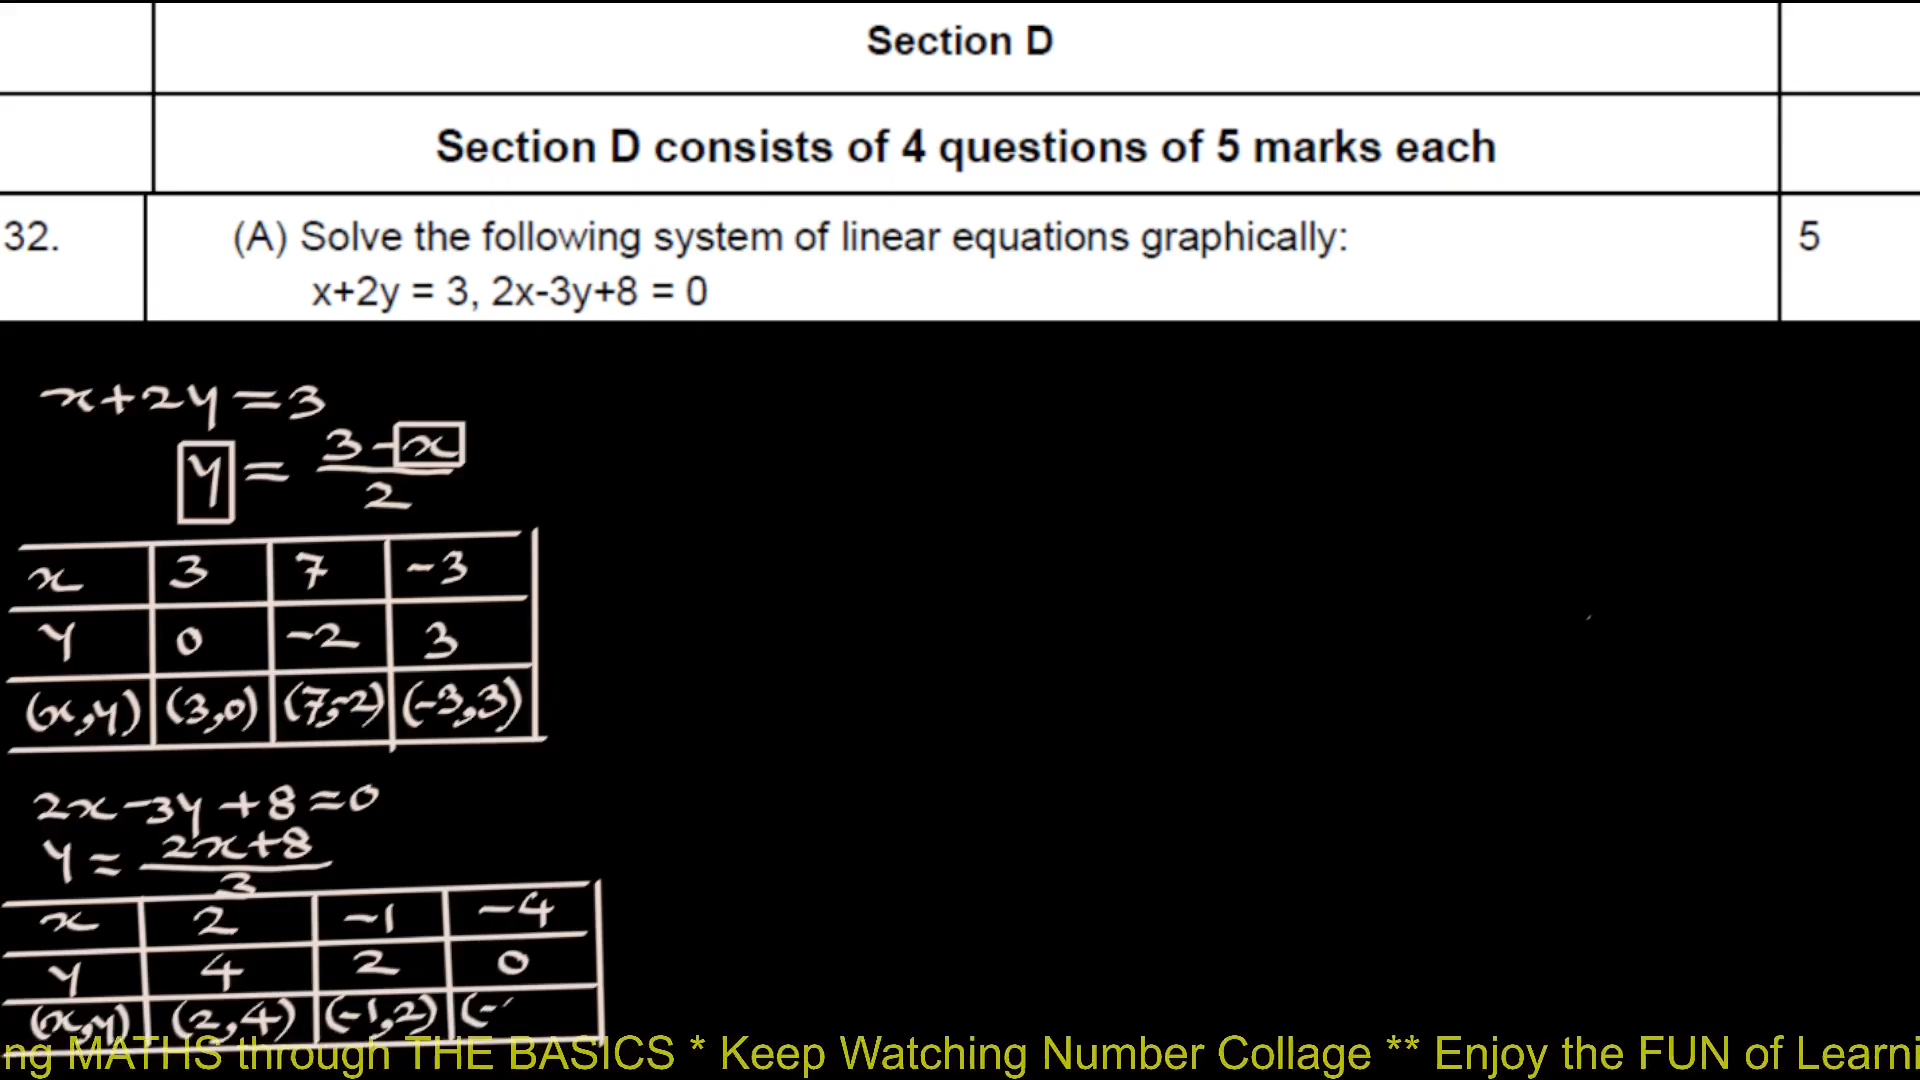 Section D
Section D consists of 4 questions of 5 marks each
32. (A) Solve the following system of linear equations graphically: 5
x+2y = 3, 2x-3y+8 = 0
x+2y=3
y = 3-x
2
x 3 7 -3
y 0 -2 3
(x,y) (3,0) (7,-2) (-3,3)
2x-3y+8=0
y = 2x+8
3
x 2 -1 -4
y 4 2 0
(x,y) (2,4) (-1,2) (-
ng MATHS through THE BASICS * Keep Watching Number Collage ** Enjoy the FUN of Learni